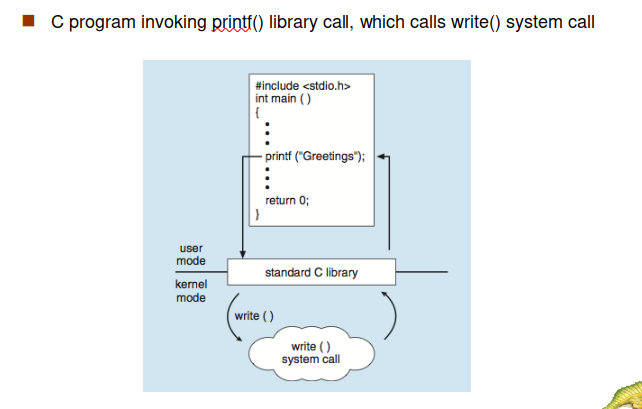 C program invoking printf() library call, which calls write() system call
#include <stdio.h>
int main ( )
{
printf ("Greetings");
return 0;
}
user
mode
standard C library
kernel
mode
write ( )
write ( )
system call